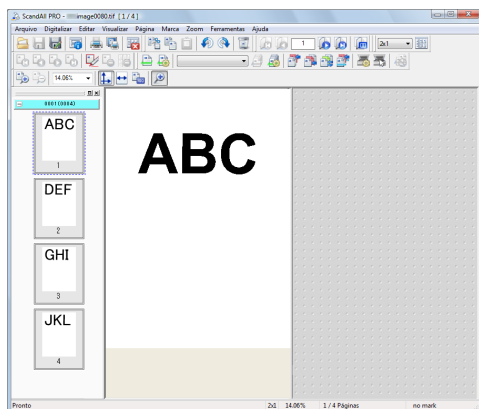 ScandAll PRO - image0080.tif [ 1 / 4 ]
Arquivo Digitalizar Editar Visualizar Página Marca Zoom Ferramentas Ajuda
1 2x1
14.06%
0001(0004)
ABC
1
DEF
2
GHI
3
JKL
4
ABC
Pronto 2x1 14.06% 1 / 4 Páginas no mark